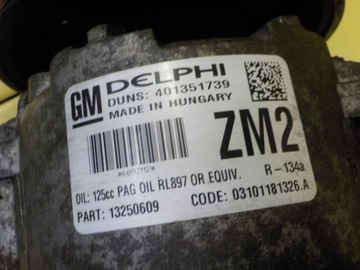 GM DELPHI
DUNS: 401351739
MADE IN HUNGARY
ZM2
*609ZM2*
OIL: 125cc PAG OIL RL897 OR EQUIV. R-134a
PART: 13250609 CODE: 03101181326.A